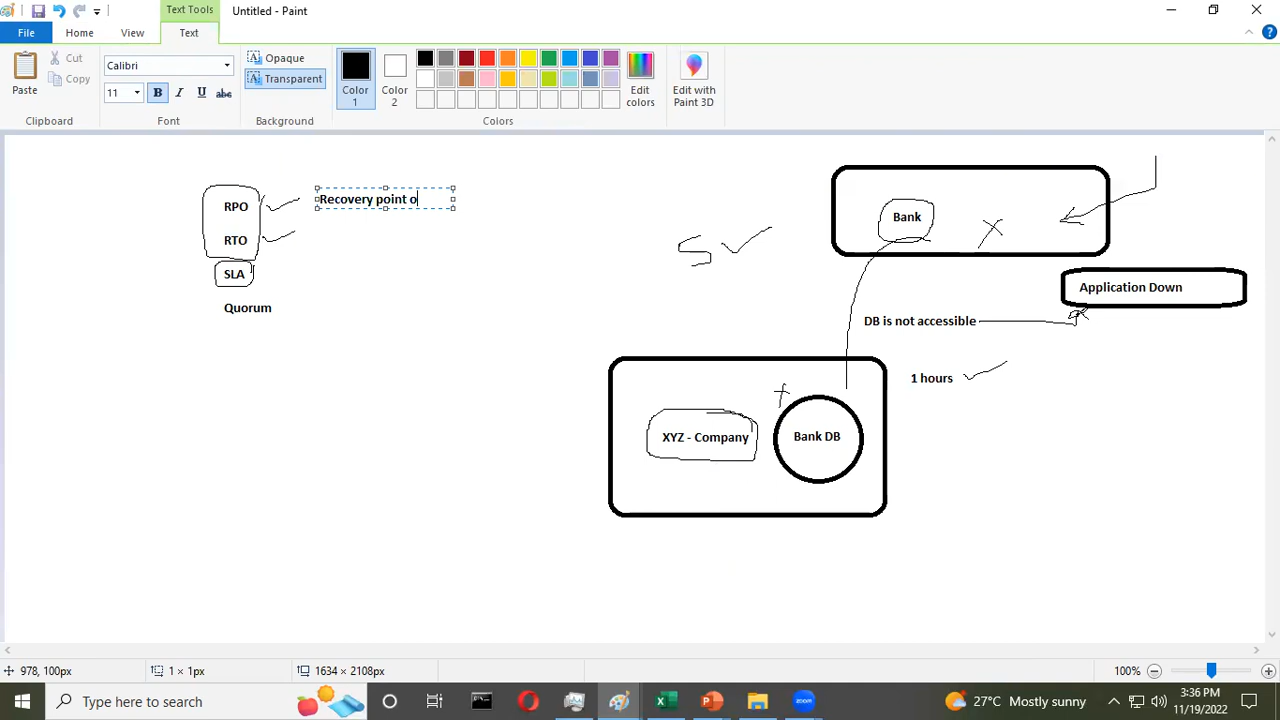 Text Tools
Untitled - Paint
File
Home
View
Text
Paste
Cut
Copy
Clipboard
Calibri
11
B
I
U
abc
Font
Opaque
Transparent
Background
Color
1
Color
2
Edit
colors
Colors
Edit with
Paint 3D
RPO
RTO
SLA
Quorum
Recovery point o
S
Bank
Application Down
DB is not accessible
1 hours
XYZ - Company
Bank DB
978, 100px
1 × 1px
1634 × 2108px
100%
Type here to search
zoom
27°C Mostly sunny
3:36 PM
11/19/2022